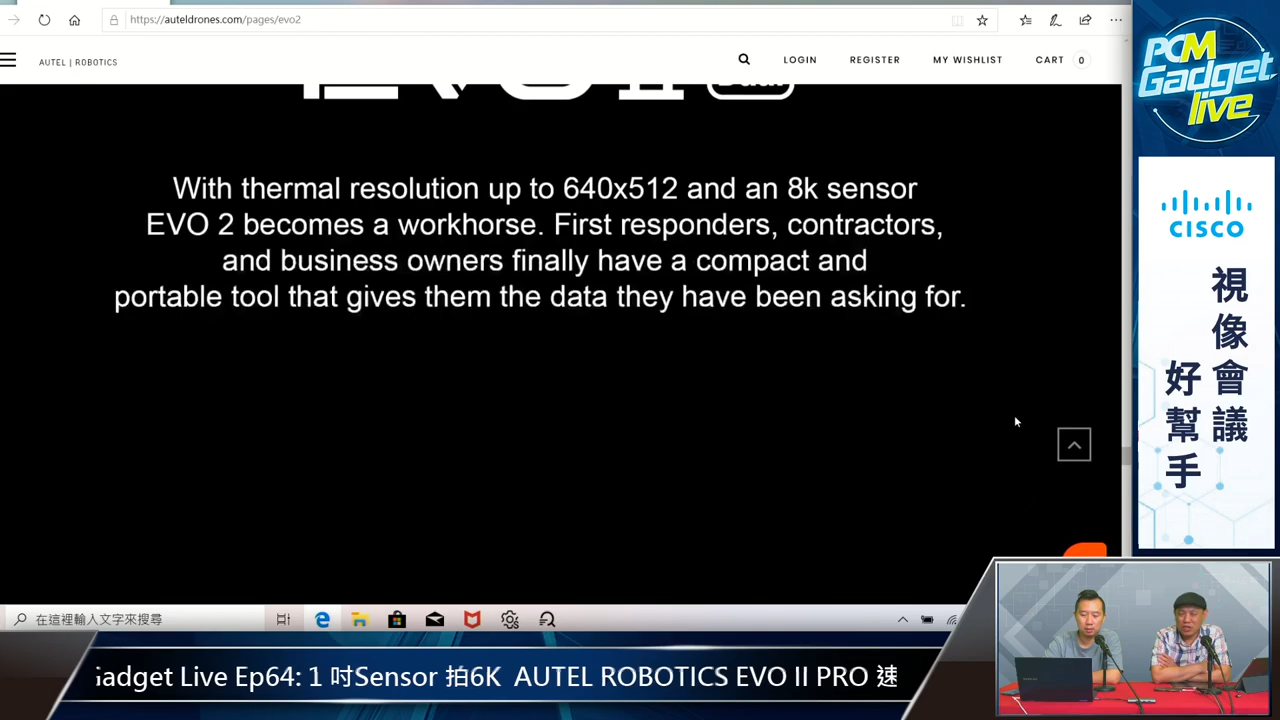 https://auteldrones.com/pages/evo2
AUTEL | ROBOTICS
LOGIN
REGISTER
MY WISHLIST
CART 0
EVO II
Dual
With thermal resolution up to 640x512 and an 8k sensor
EVO 2 becomes a workhorse. First responders, contractors,
and business owners finally have a compact and
portable tool that gives them the data they have been asking for.
在這裡輸入文字來搜尋
PCM
Gadget
live
CISCO
視像會議
好幫手
Gadget Live Ep64: 1 吋Sensor 拍6K AUTEL ROBOTICS EVO II PRO 速